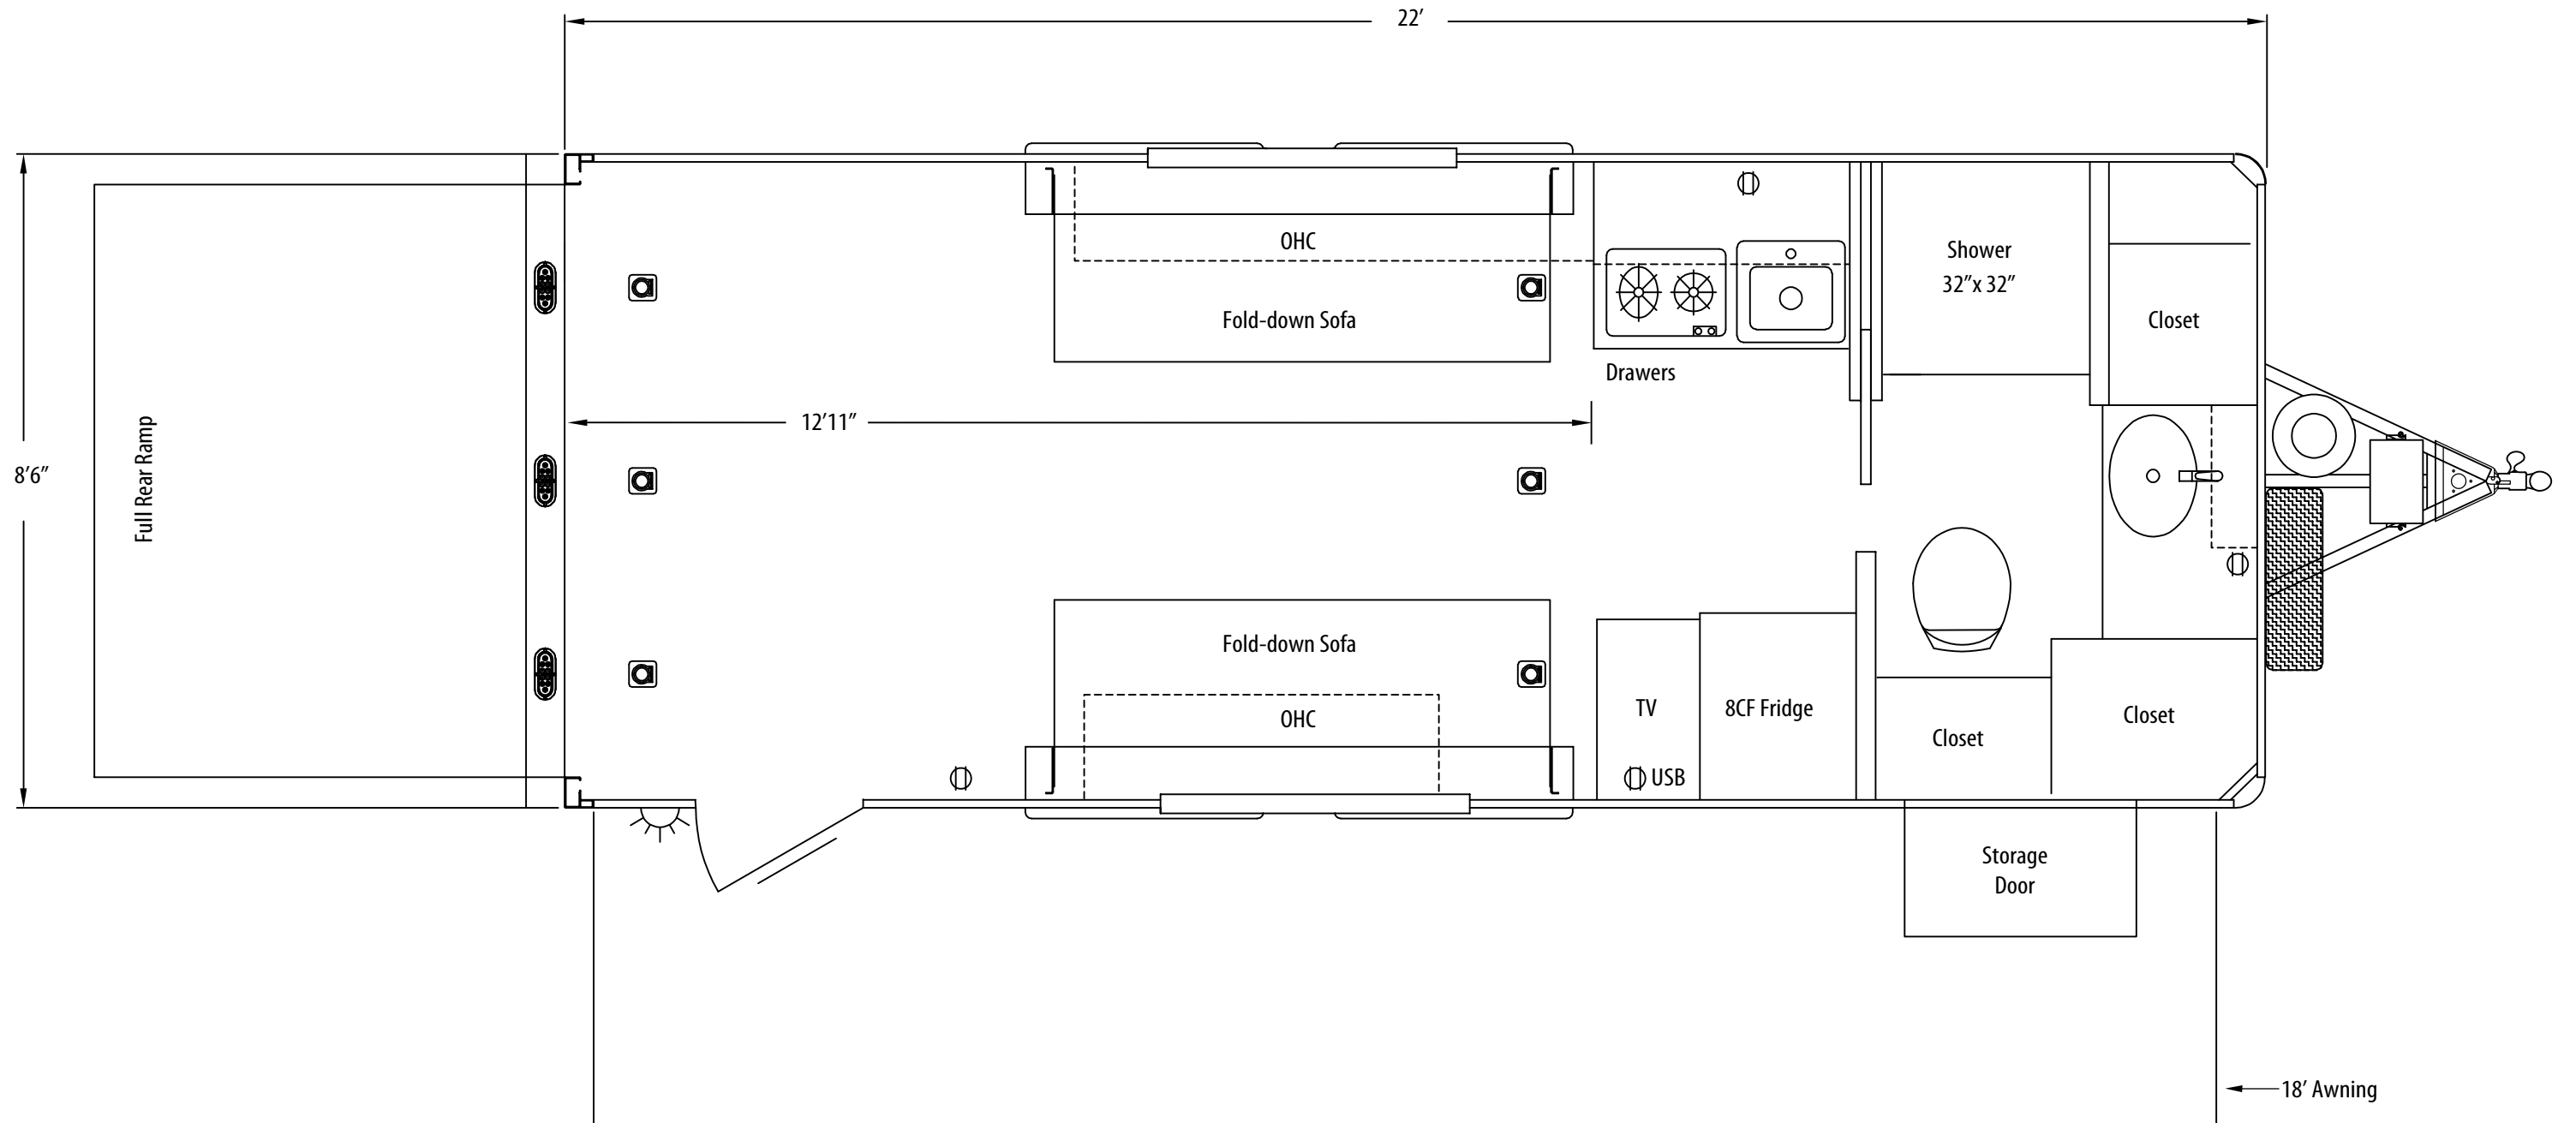 22’
OHC
Shower
32”x 32”
Fold-down Sofa
Closet
Drawers
12’11”
Full Rear Ramp
8’6”
Fold-down Sofa
OHC
TV
8CF Fridge
Closet
Closet
USB
Storage
Door
18’ Awning